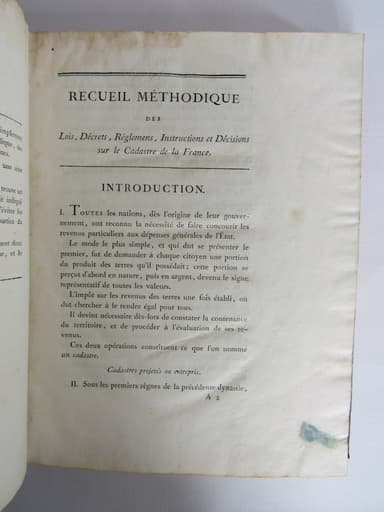 RECUEIL MÉTHODIQUE
DES
Lois, Décrets, Réglemens, Instructions et Décisions
sur le Cadastre de la France.
INTRODUCTION.
I. TOUTES les nations, dès l'origine de leur gouver-
nement, ont reconnu la nécessité de faire concourir les
revenus particuliers aux dépenses générales de l'État.
Le mode le plus simple, et qui dut se présenter le
premier, fut de demander à chaque citoyen une portion
du produit des terres qu'il possédait; cette portion se
perçut d'abord en nature, puis en argent, devenu le signe
représentatif de toutes les valeurs.
L'impôt sur les revenus des terres une fois établi, on
dut chercher à le rendre égal pour tous.
Il devint nécessaire dès-lors de constater la contenance
du territoire, et de procéder à l'évaluation de ses re-
venus.
Ces deux opérations constituent ce que l'on nomme
un cadastre.
Cadastres projetés ou entrepris.
II. Sous les premiers règnes de la précédente dynastie,
A 2